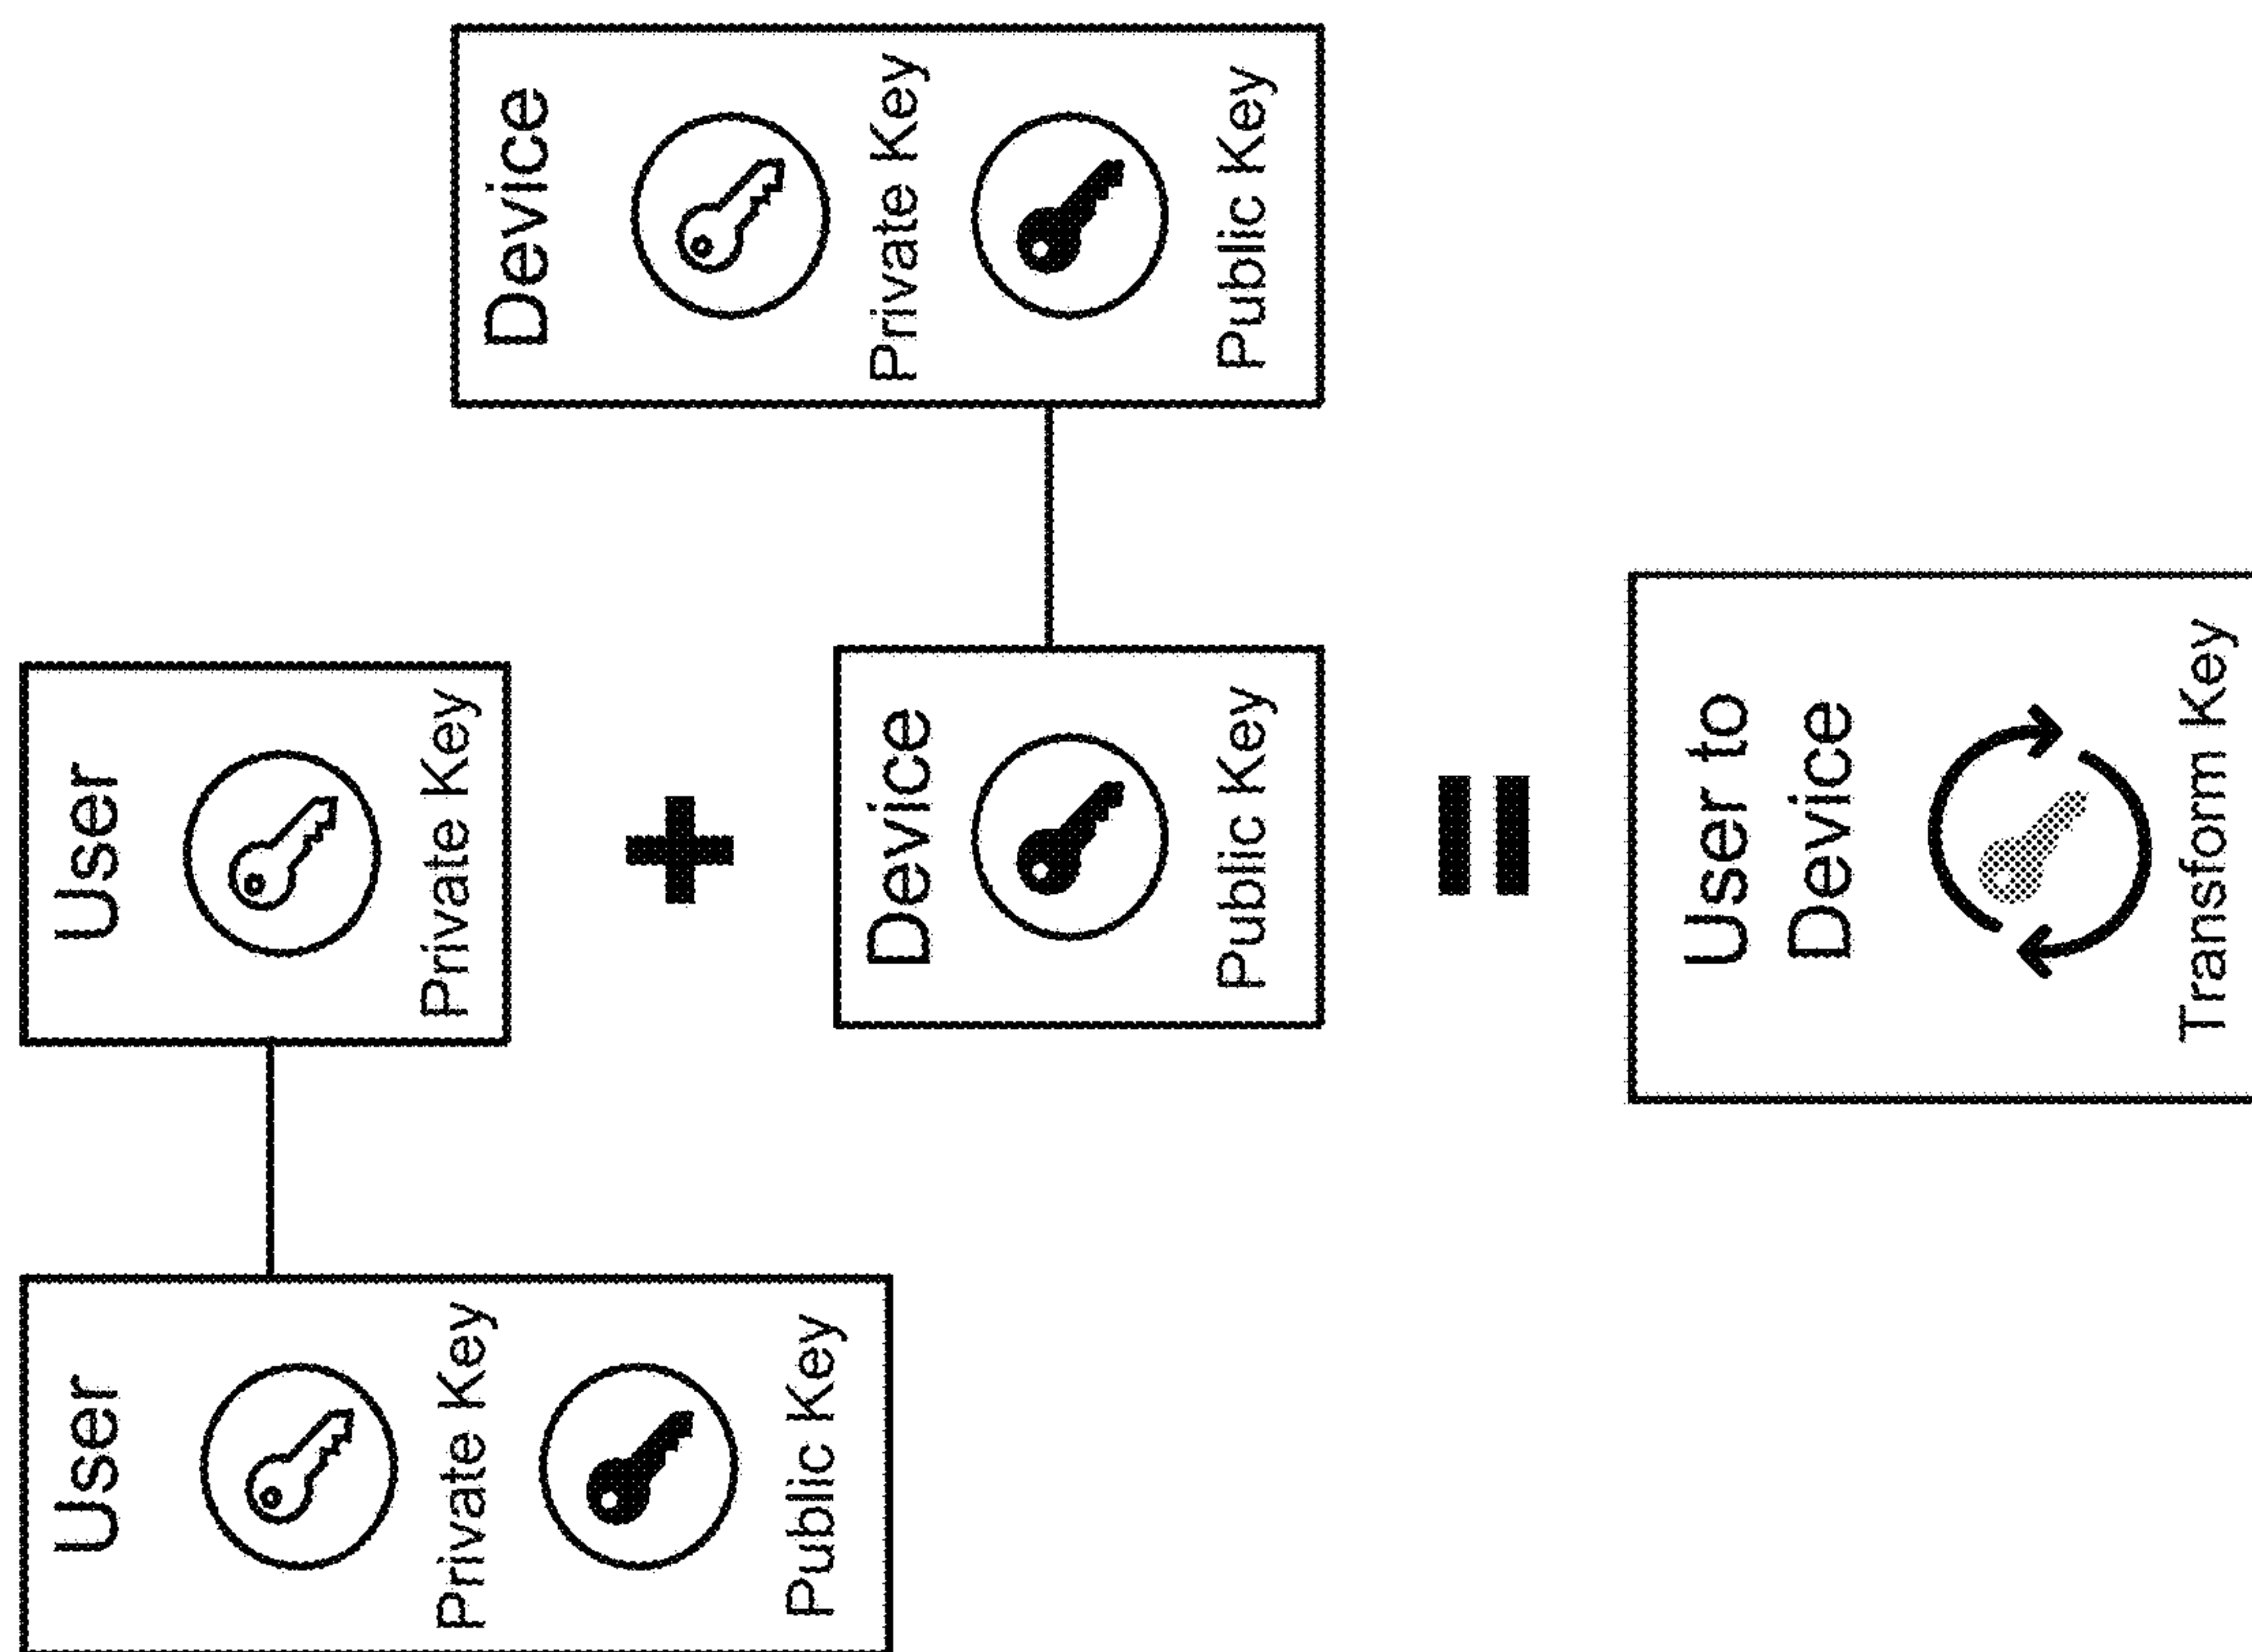 User
Private Key
Public Key
User
Private Key
+
Device
Public Key
=
User to
Device
Transform Key
Device
Private Key
Public Key